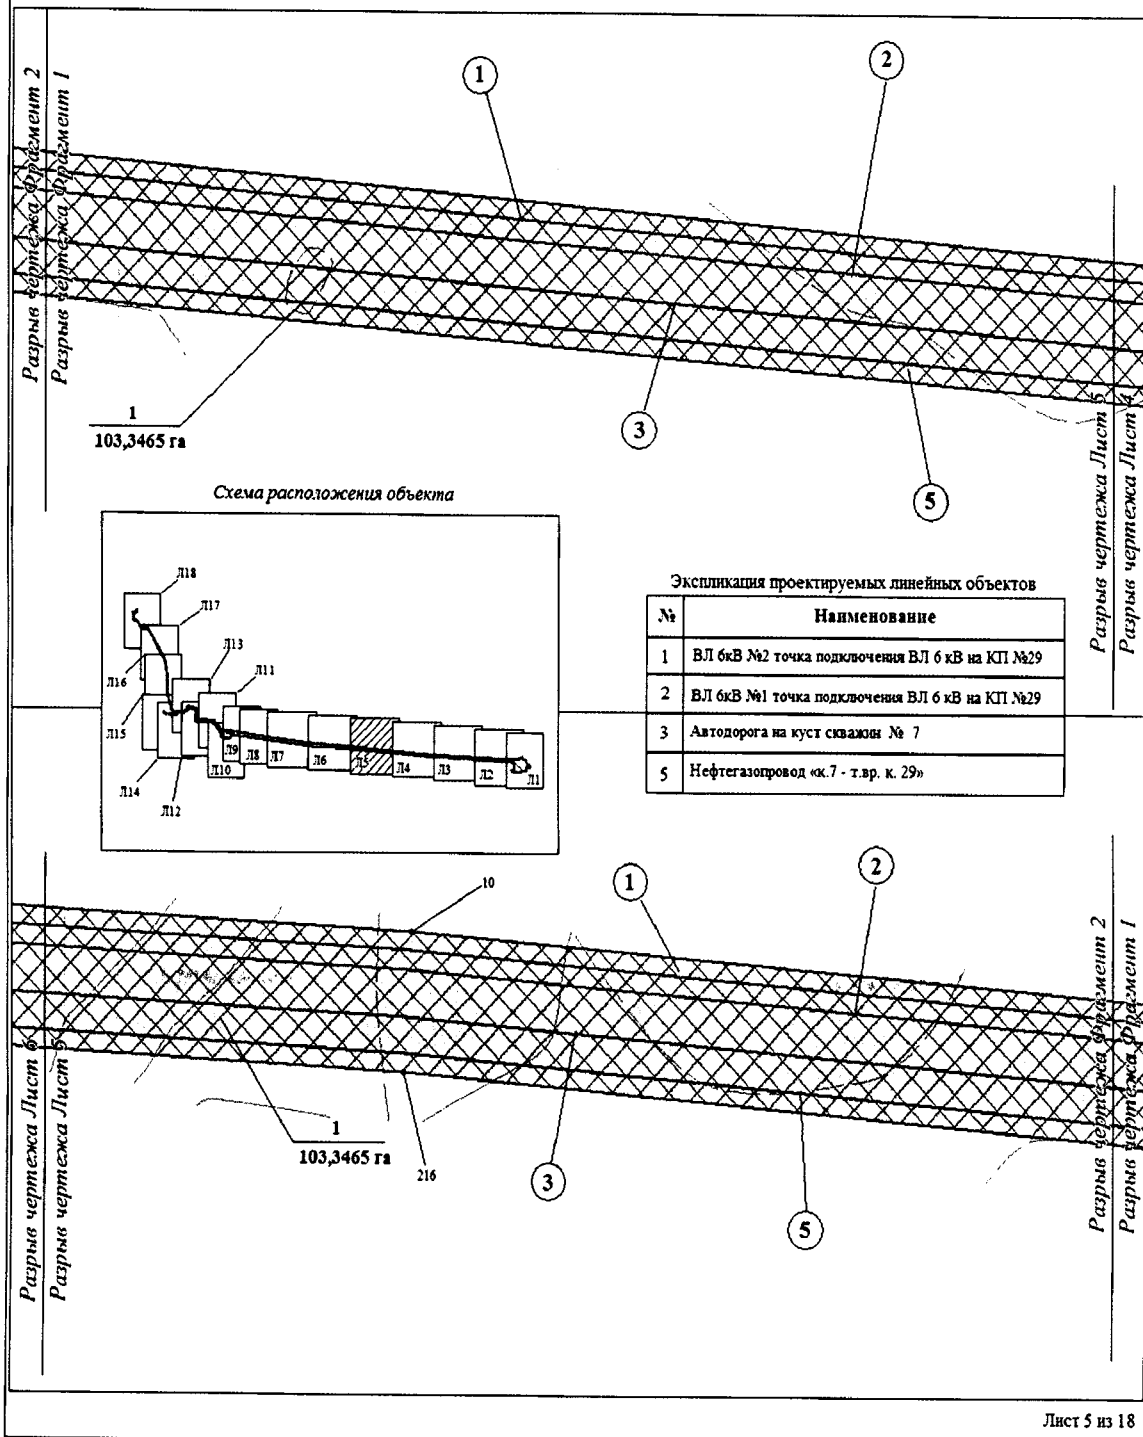 Разрыв чертежа Фрагмент 2
Разрыв чертежа Фрагмент 1
1
2
3
5
1
103,3465 га
Разрыв чертежа Лист 5
Разрыв чертежа Лист 4
Схема расположения объекта
Л18
Л17
Л16
Л13
Л11
Л15
Л14
Л12
Л10
Л9
Л8
Л7
Л6
Л5
Л4
Л3
Л2
Л1
Экспликация проектируемых линейных объектов
№ Наименование
1 ВЛ 6кВ №2 точка подключения ВЛ 6 кВ на КП №29
2 ВЛ 6кВ №1 точка подключения ВЛ 6 кВ на КП №29
3 Автодорога на куст скважин № 7
5 Нефтегазопровод «к.7 - т.вр. к. 29»
Разрыв чертежа Лист 6
Разрыв чертежа Лист 5
10
1
2
1
103,3465 га
216
3
5
Разрыв чертежа Фрагмент 2
Разрыв чертежа Фрагмент 1
Лист 5 из 18